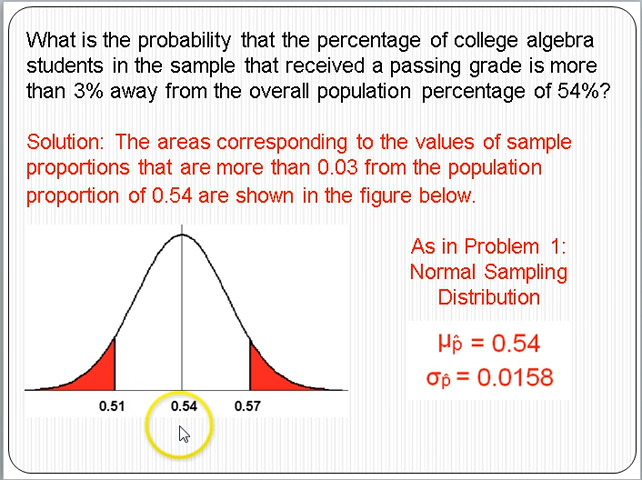 What is the probability that the percentage of college algebra
students in the sample that received a passing grade is more
than 3% away from the overall population percentage of 54%?
Solution: The areas corresponding to the values of sample
proportions that are more than 0.03 from the population
proportion of 0.54 are shown in the figure below.
As in Problem 1:
Normal Sampling
Distribution
μp̂ = 0.54
σp̂ = 0.0158
0.51 0.54 0.57